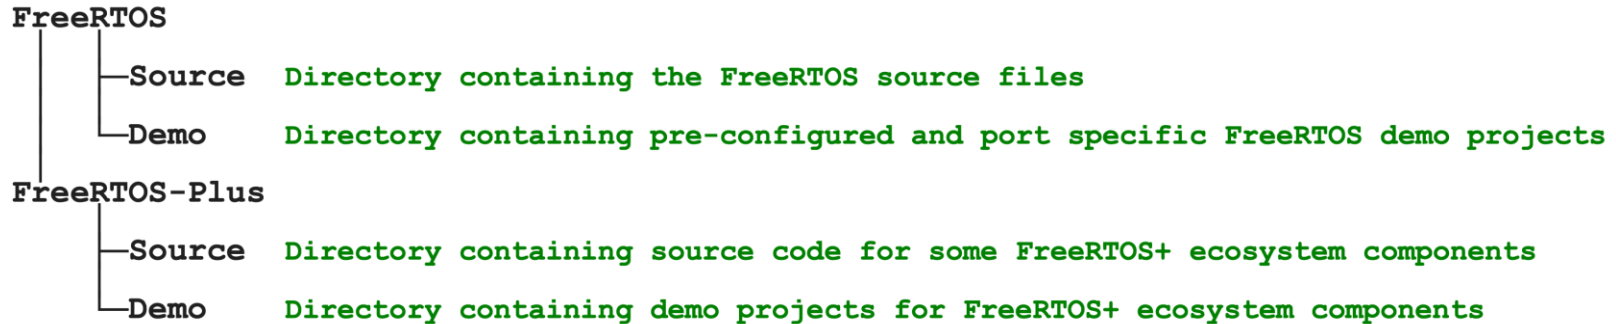 FreeRTOS
Source Directory containing the FreeRTOS source files
Demo Directory containing pre-configured and port specific FreeRTOS demo projects
FreeRTOS-Plus
Source Directory containing source code for some FreeRTOS+ ecosystem components
Demo Directory containing demo projects for FreeRTOS+ ecosystem components